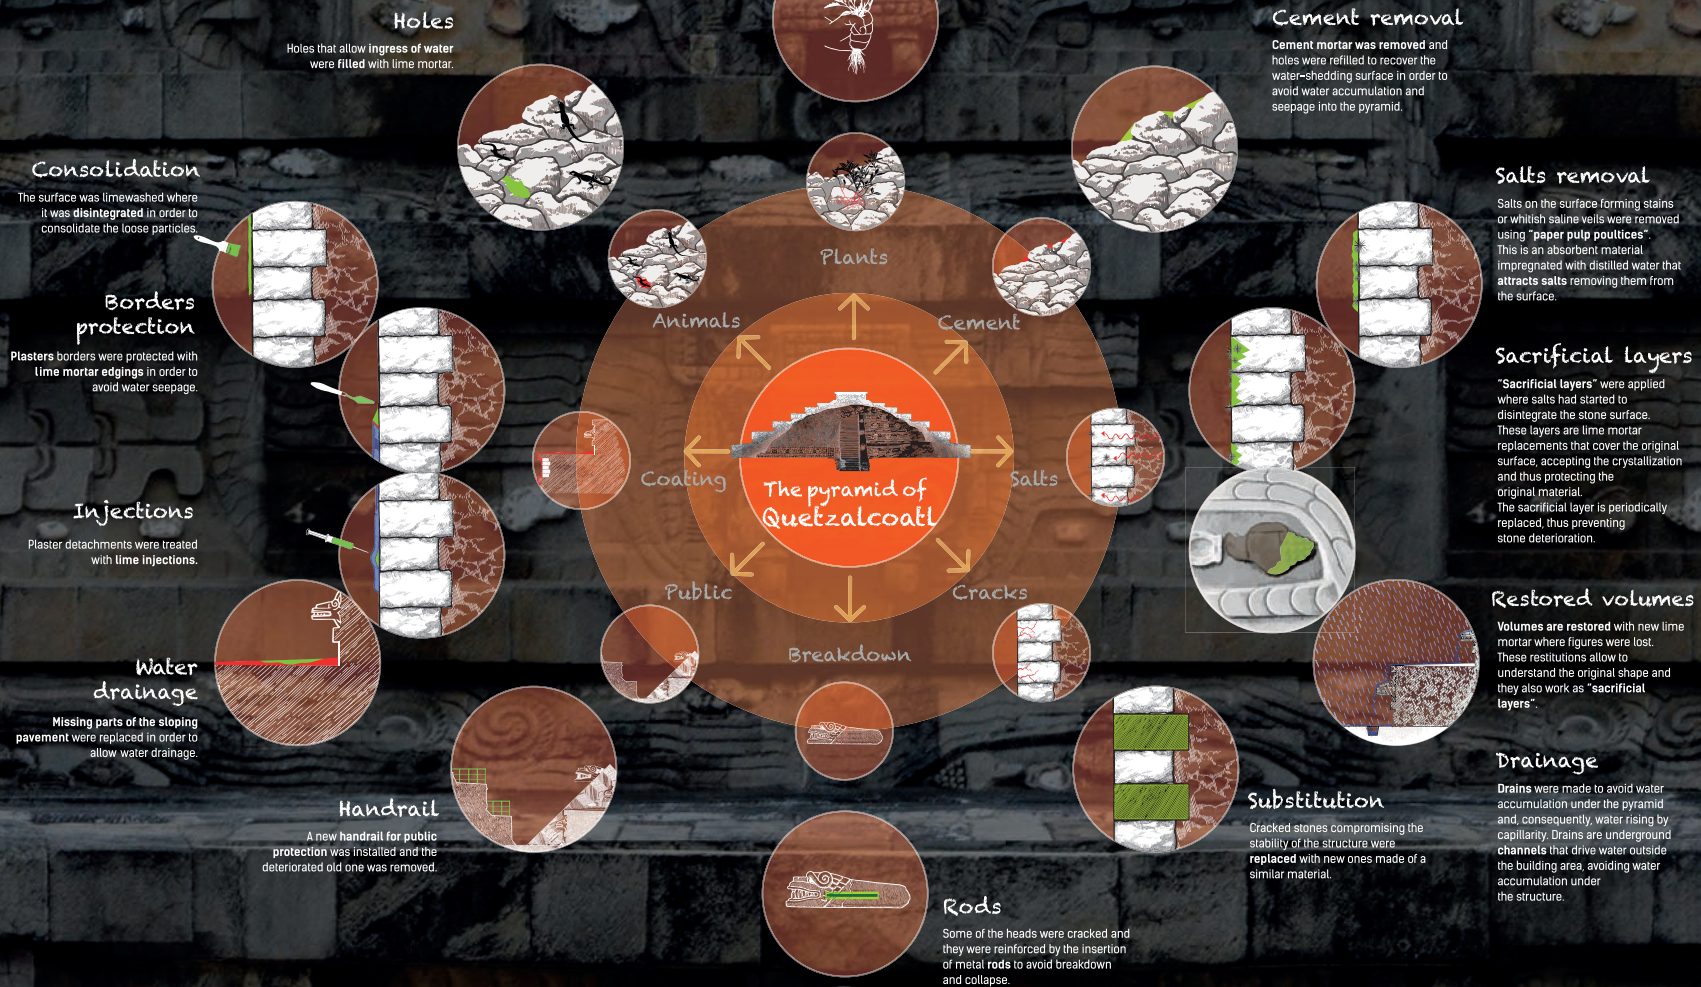 Holes
Holes that allow ingress of water
were filled with lime mortar.
Cement removal
Cement mortar was removed and
holes were refilled to recover the
water-shedding surface in order to
avoid water accumulation and
seepage into the pyramid.
Consolidation
The surface was limewashed where
it was disintegrated in order to
consolidate the loose particles.
Borders
protection
Plasters borders were protected with
lime mortar edgings in order to
avoid water seepage.
Injections
Plaster detachments were treated
with lime injections.
Water
drainage
Missing parts of the sloping
pavement were replaced in order to
allow water drainage.
Handrail
A new handrail for public
protection was installed and the
deteriorated old one was removed.
Plants
Animals
Cement
Coating
Salts
The pyramid of
Quetzalcoatl
Public
Cracks
Breakdown
Rods
Some of the heads were cracked and
they were reinforced by the insertion
of metal rods to avoid breakdown
and collapse.
Substitution
Cracked stones compromising the
stability of the structure were
replaced with new ones made of a
similar material.
Salts removal
Salts on the surface forming stains
or whitish saline veils were removed
using "paper pulp poultices".
This is an absorbent material
impregnated with distilled water that
attracts salts removing them from
the surface.
Sacrificial layers
"Sacrificial layers" were applied
where salts had started to
disintegrate the stone surface.
These layers are lime mortar
replacements that cover the original
surface, accepting the crystallization
and thus protecting the
original material.
The sacrificial layer is periodically
replaced, thus preventing
stone deterioration.
Restored volumes
Volumes are restored with new lime
mortar where figures were lost.
These restitutions allow to
understand the original shape and
they also work as "sacrificial
layers".
Drainage
Drains were made to avoid water
accumulation under the pyramid
and, consequently, water rising by
capillarity. Drains are underground
channels that drive water outside
the building area, avoiding water
accumulation under
the structure.